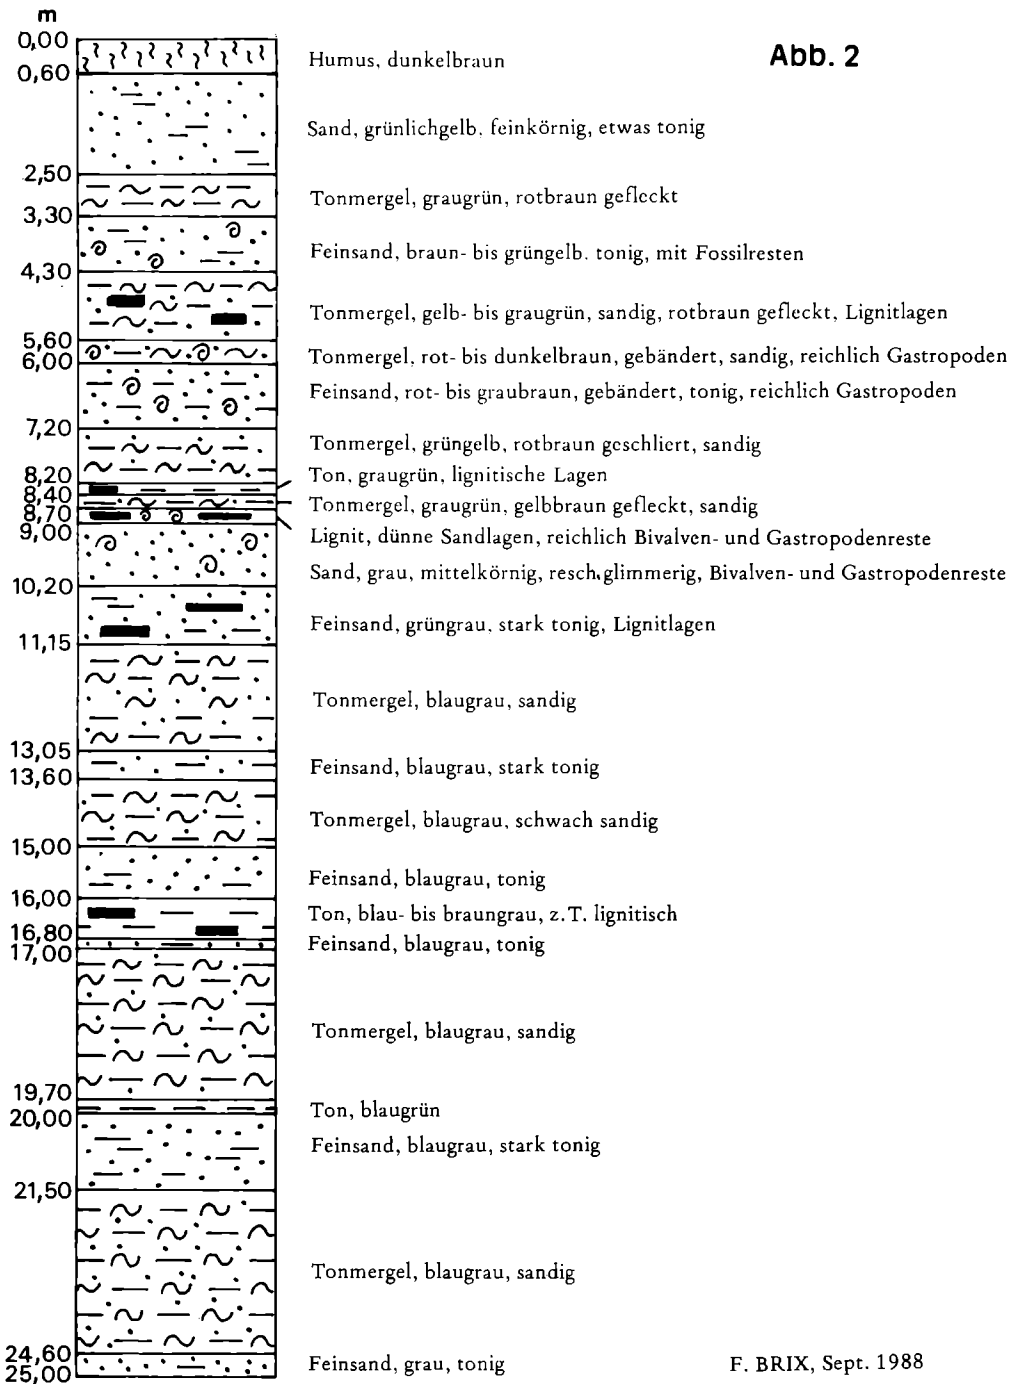 m
Abb. 2
0,00
Humus, dunkelbraun
0,60
Sand, grünlichgelb, feinkörnig, etwas tonig
2,50
Tonmergel, graugrün, rotbraun gefleckt
3,30
Feinsand, braun- bis grüngelb, tonig, mit Fossilresten
4,30
Tonmergel, gelb- bis graugrün, sandig, rotbraun gefleckt, Lignitlagen
5,60
Tonmergel, rot- bis dunkelbraun, gebändert, sandig, reichlich Gastropoden
6,00
Feinsand, rot- bis graubraun, gebändert, tonig, reichlich Gastropoden
7,20
Tonmergel, grüngelb, rotbraun geschliert, sandig
8,20
Ton, graugrün, lignitische Lagen
8,40
Tonmergel, graugrün, gelbbraun gefleckt, sandig
8,70
Lignit, dünne Sandlagen, reichlich Bivalven- und Gastropodenreste
9,00
Sand, grau, mittelkörnig, resch, glimmerig, Bivalven- und Gastropodenreste
10,20
Feinsand, grüngrau, stark tonig, Lignitlagen
11,15
Tonmergel, blaugrau, sandig
13,05
Feinsand, blaugrau, stark tonig
13,60
Tonmergel, blaugrau, schwach sandig
15,00
Feinsand, blaugrau, tonig
16,00
Ton, blau- bis braungrau, z.T. lignitisch
16,80
Feinsand, blaugrau, tonig
17,00
Tonmergel, blaugrau, sandig
19,70
Ton, blaugrün
20,00
Feinsand, blaugrau, stark tonig
21,50
Tonmergel, blaugrau, sandig
24,60
Feinsand, grau, tonig
25,00
F. BRIX, Sept. 1988